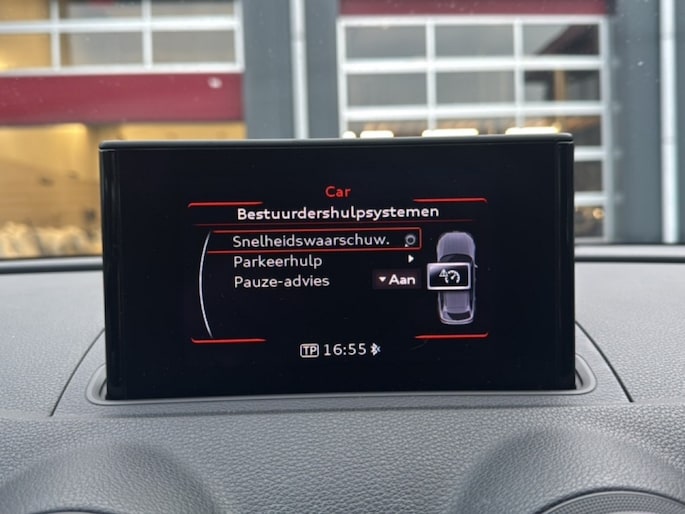 Car
Bestuurdershulpsystemen
Snelheidswaarschuw.
Parkeerhulp
Pauze-advies Aan
TP 16:55